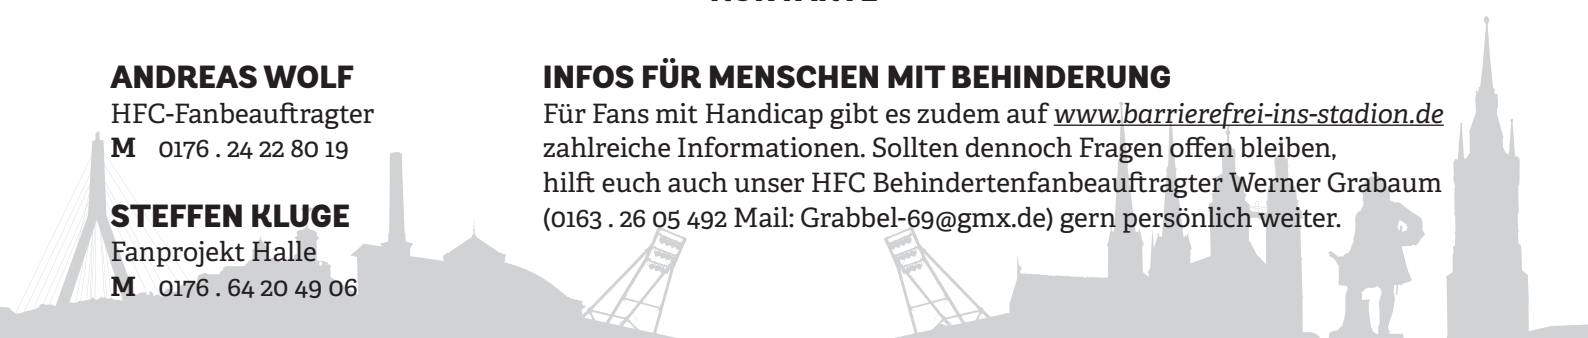 ANDREAS WOLF
HFC-Fanbeauftragter
M 0176 . 24 22 80 19
STEFFEN KLUGE
Fanprojekt Halle
M 0176 . 64 20 49 06
INFOS FÜR MENSCHEN MIT BEHINDERUNG
Für Fans mit Handicap gibt es zudem auf www.barrierefrei-ins-stadion.de
zahlreiche Informationen. Sollten dennoch Fragen offen bleiben,
hilft euch auch unser HFC Behindertenfanbeauftragter Werner Grabaum
(0163 . 26 05 492 Mail: Grabbel-69@gmx.de) gern persönlich weiter.